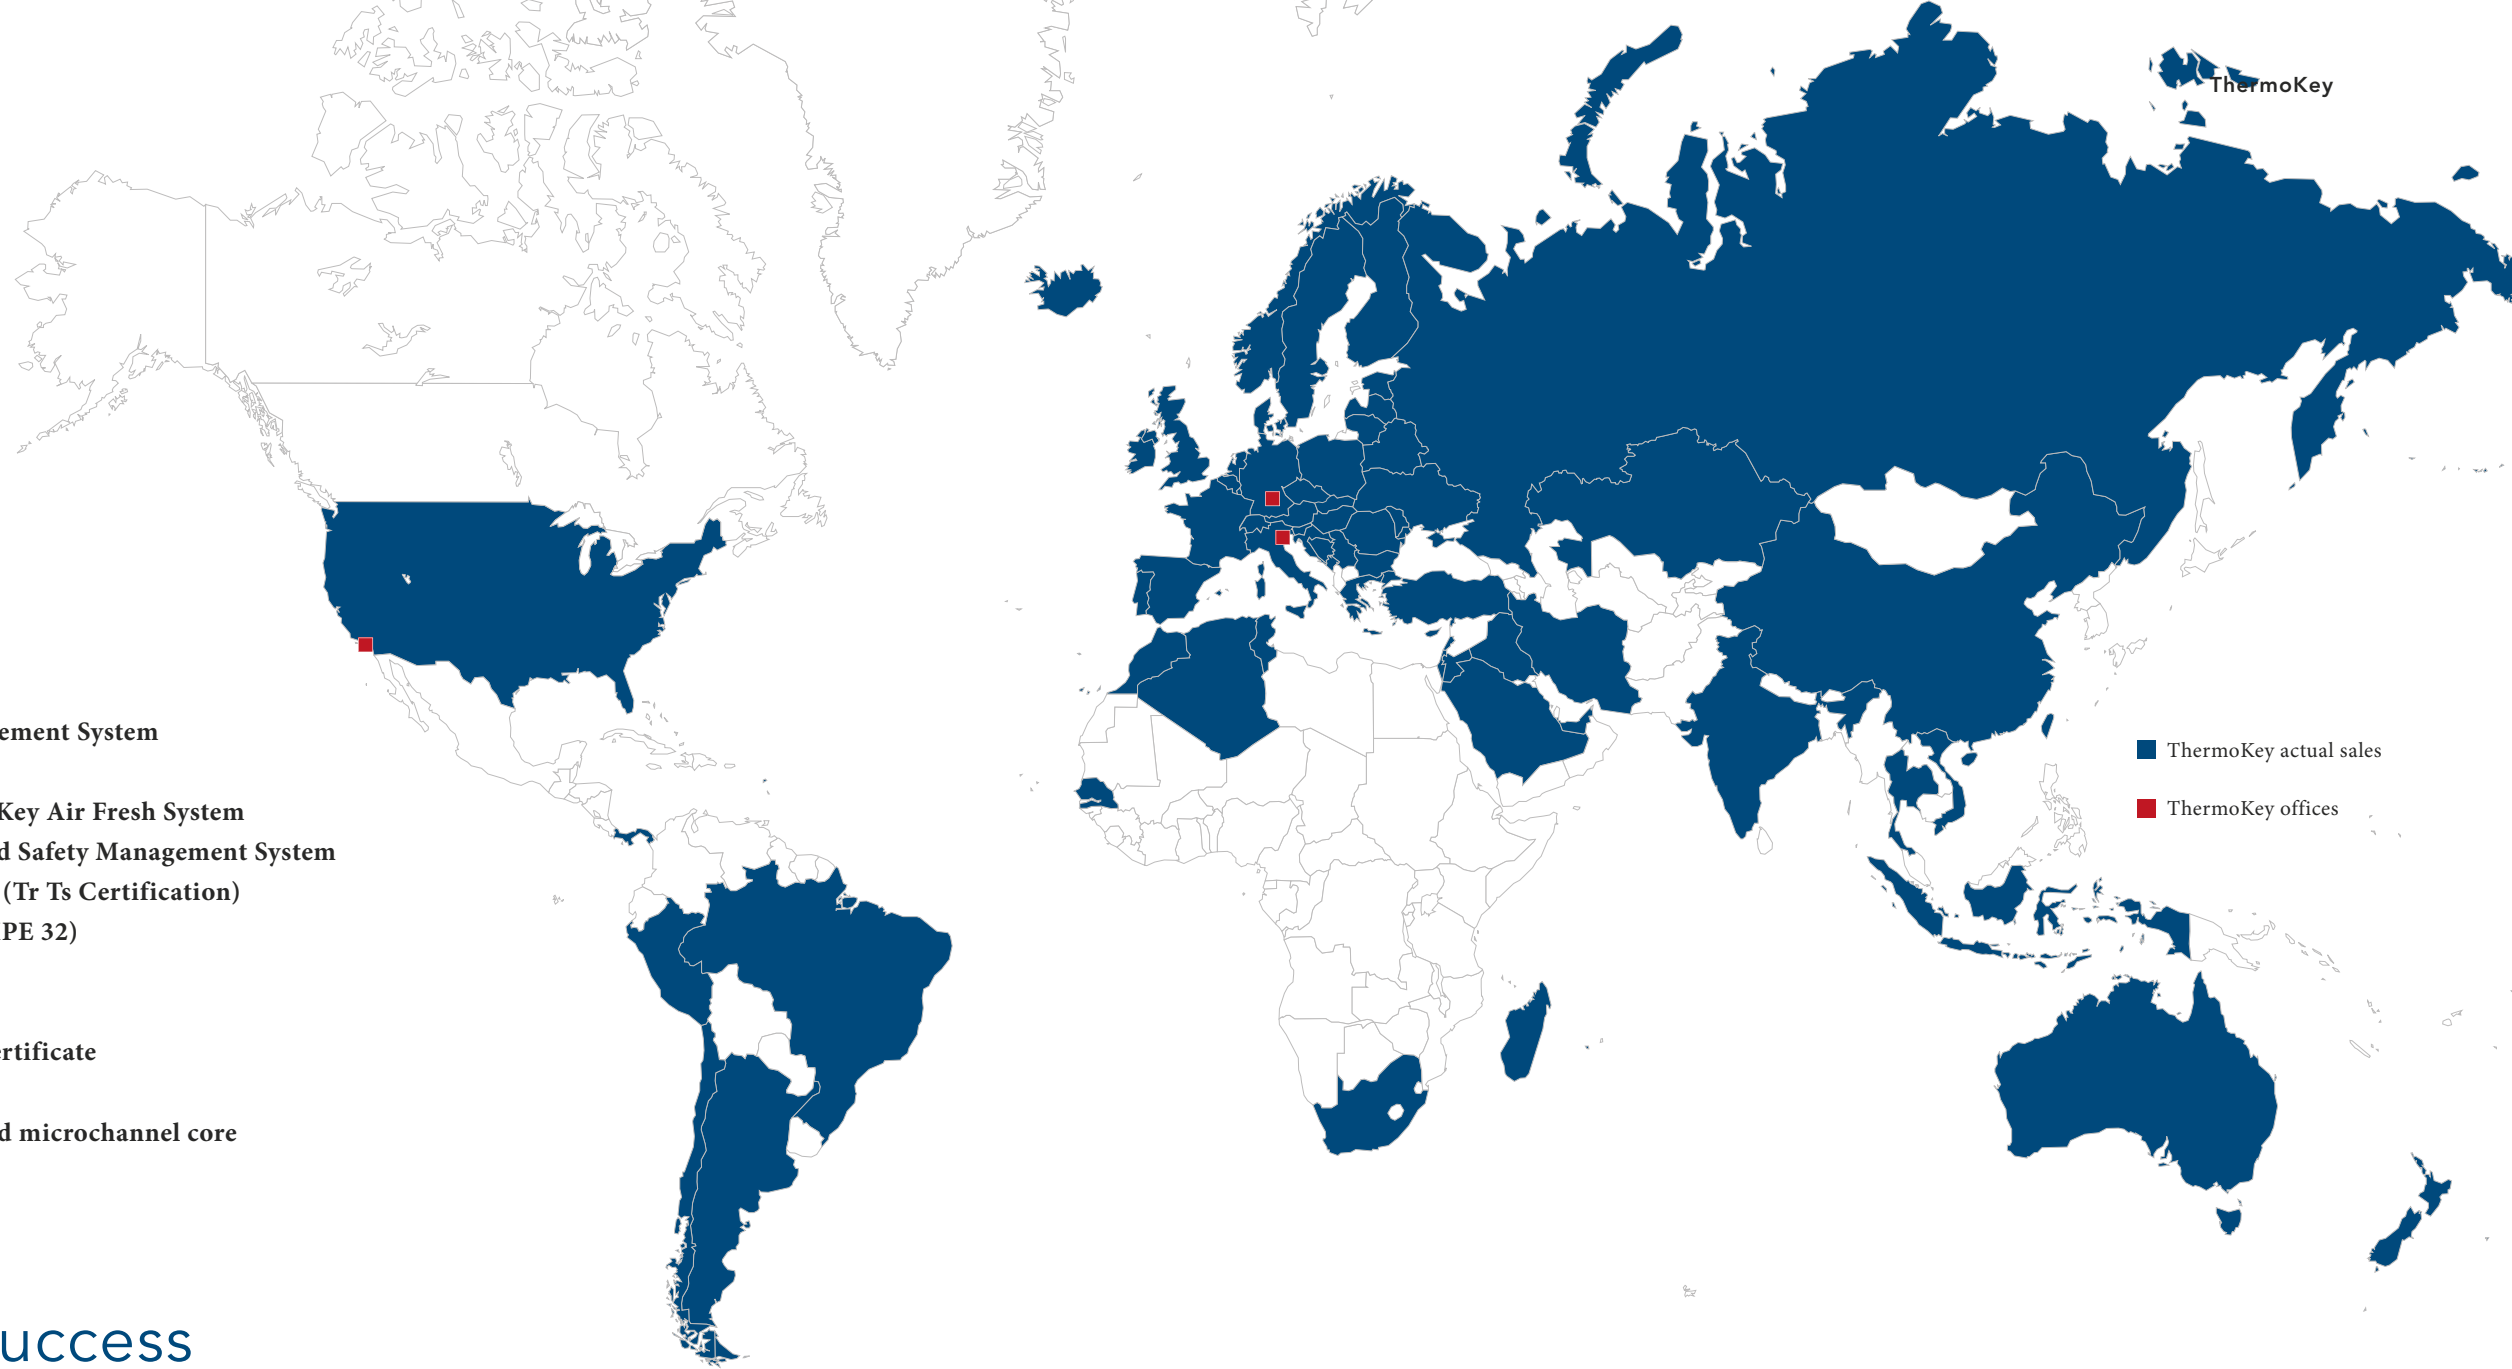 ThermoKey
ement System
Key Air Fresh System
d Safety Management System
(Tr Ts Certification)
PE 32)
ertificate
d microchannel core
ThermoKey actual sales
ThermoKey offices
uccess